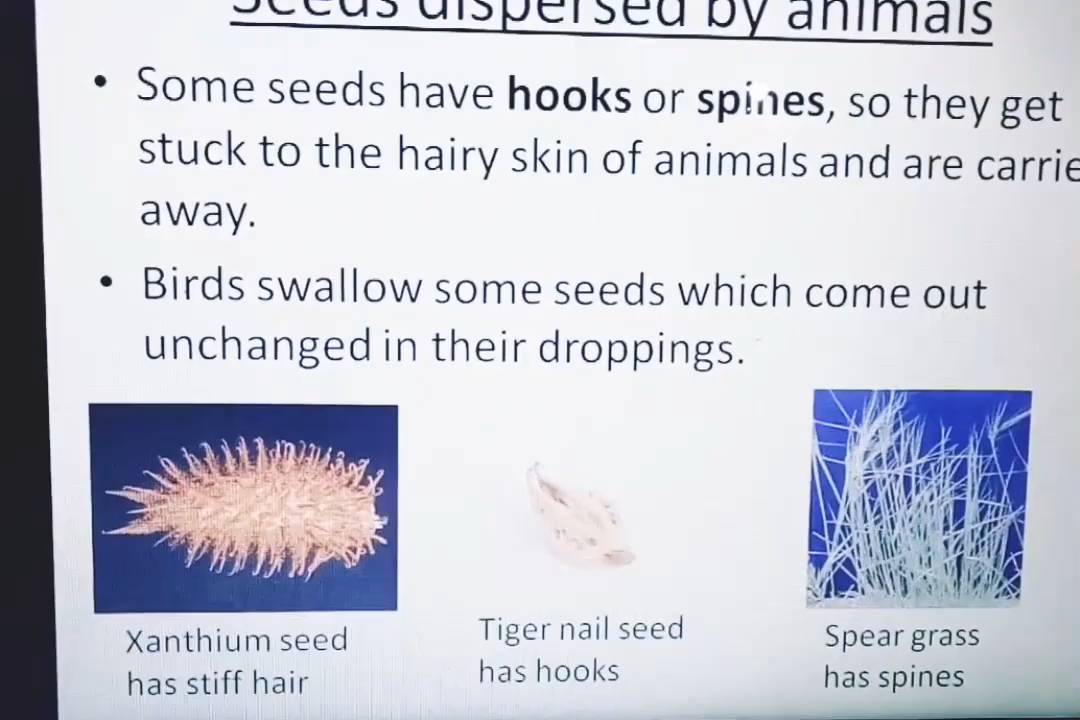 Seeds dispersed by animals
• Some seeds have hooks or spines, so they get
stuck to the hairy skin of animals and are carrie
away.
• Birds swallow some seeds which come out
unchanged in their droppings.
Xanthium seed
has stiff hair
Tiger nail seed
has hooks
Spear grass
has spines